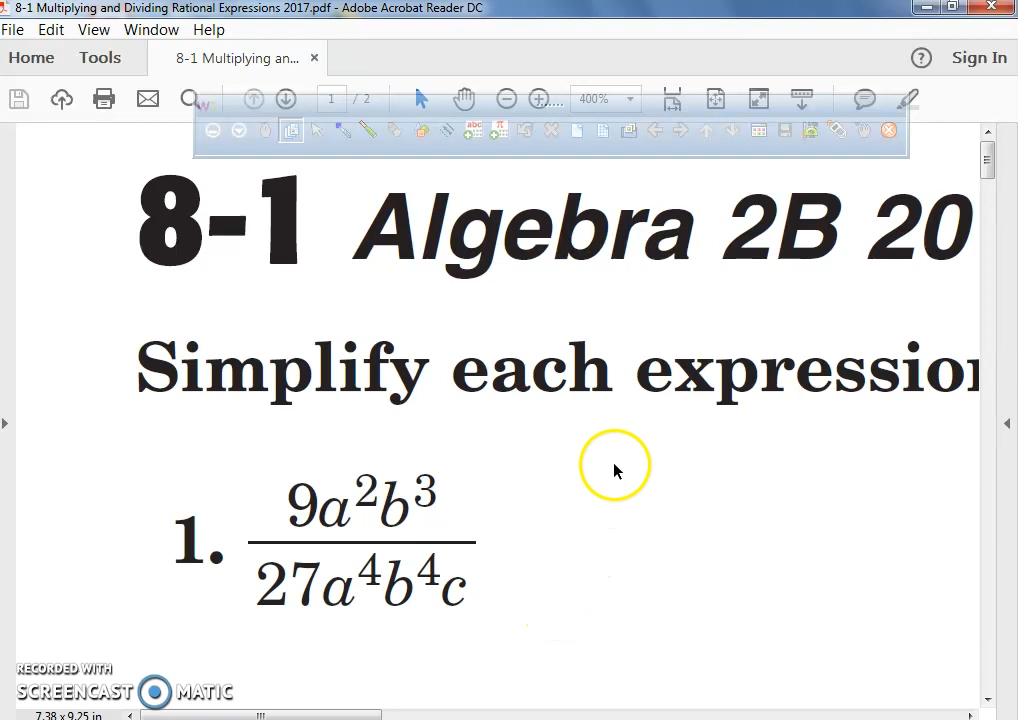 8-1 Multiplying and Dividing Rational Expressions 2017.pdf - Adobe Acrobat Reader DC
File Edit View Window Help
Home Tools 8-1 Multiplying an... × Sign In
1 / 2 400%
abc π
8-1 Algebra 2B 20
Simplify each expression
1. 9a²b³
27a⁴b⁴c
RECORDED WITH
SCREENCAST MATIC
7.38 x 9.25 in